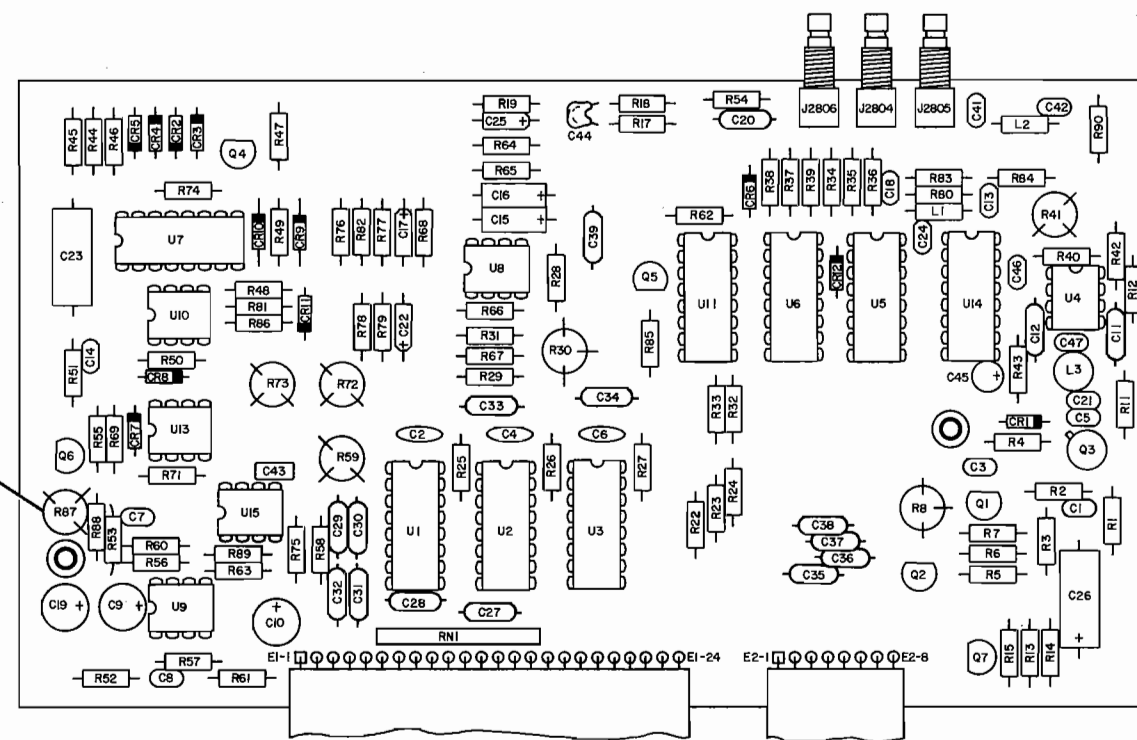 J2806 J2804 J2805
R19 R18 R54 C41 C42
C25 + C44 R17 C20 L2 R90
R45 R44 R46 CR5 CR4 CR2 CR3 Q4 R47 R64
R65 CR6 R38 R37 R39 R34 R35 R36 C18 R83 R84
R74 C16 + R80 C13
C15 + R62 L1 R41
C23 U7 CR10 R49 CR9 R76 R82 R77 C17 + R68 C39 C24
U8 R28 Q5 U11 U6 CR12 U5 U14 C46 R40 R42 R12
R48 U4
U10 R81 CR11 R66
R86 R78 R79 C22 + R31 R30 R85 C12 C11
C14 R51 R50 R67 R43 C47
CR8 R73 R72 R29 C45 + L3
C33 C34 R33 R32 C21 R11
R55 R69 CR7 U13 C2 C4 C6 CR1 C5
Q6 R59 R4 Q3
R71 C43 R25 R26 R27 C3
R87 U15 R24 R8 Q1 R2
R88 R53 C7 R75 R58 C29 C30 U1 U2 U3 R22 R23 C38 C1 R1
R60 R89 C37 R7 R3
R56 R63 C36 R6
C32 C31 C35 Q2 R5
C19 + C9 + U9 C10 + C28 C27 C26 +
RN1
R57 E1-1 E1-24 E2-1 E2-8 Q7 R15 R13 R14
R52 C8 R61